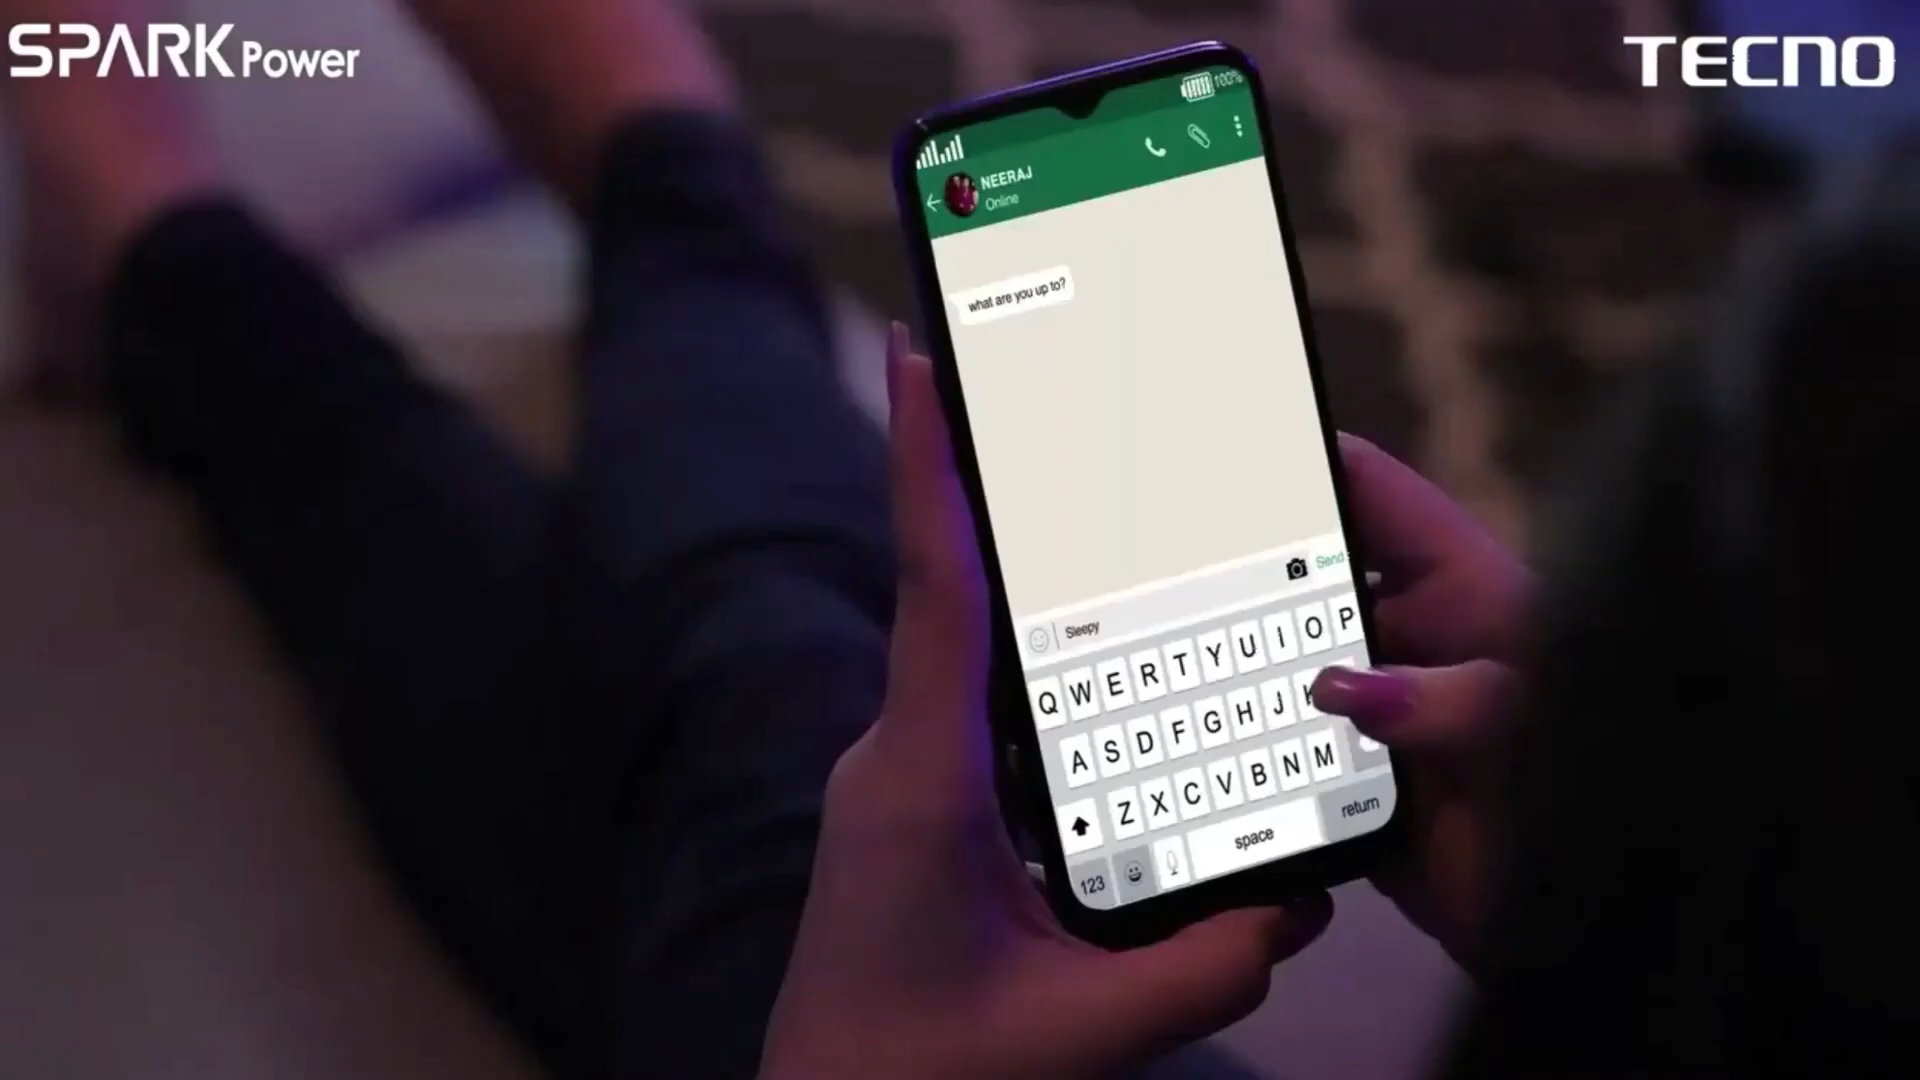 SPARK Power
TECNO
100%
NEERAJ
Online
what are you up to?
Send
Sleepy
Q W E R T Y U I O P
A S D F G H J K
Z X C V B N M
123 space return